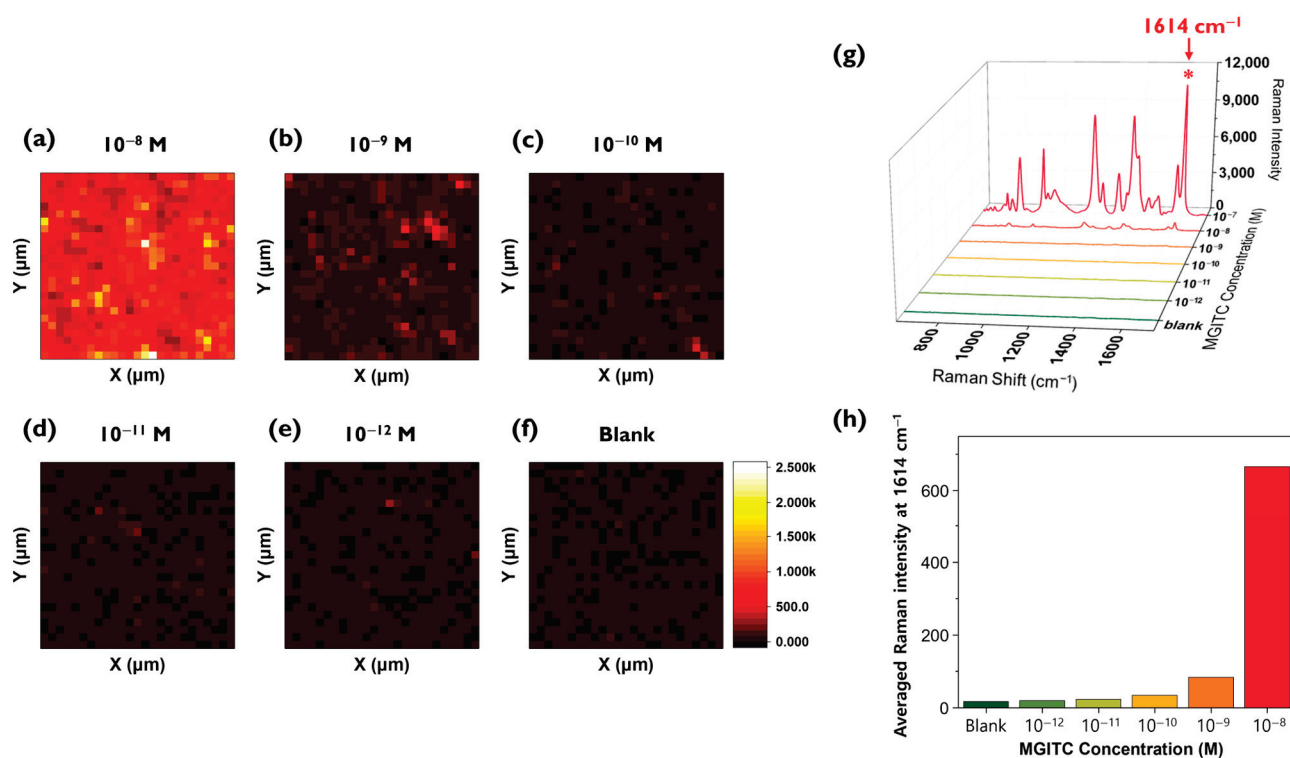 (a)
10⁻⁸ M
Y (μm)
X (μm)
(b)
10⁻⁹ M
Y (μm)
X (μm)
(c)
10⁻¹⁰ M
Y (μm)
X (μm)
(d)
10⁻¹¹ M
Y (μm)
X (μm)
(e)
10⁻¹² M
Y (μm)
X (μm)
(f)
Blank
Y (μm)
X (μm)
2.500k
2.000k
1.500k
1.000k
500.0
0.000
(g)
1614 cm⁻¹
*
12,000
9,000
6,000
3,000
0
Raman Intensity
10⁻⁷
10⁻⁸
10⁻⁹
10⁻¹⁰
10⁻¹¹
10⁻¹²
blank
MGITC Concentration (M)
800
1000
1200
1400
1600
Raman Shift (cm⁻¹)
(h)
Averaged Raman intensity at 1614 cm⁻¹
600
400
200
0
Blank 10⁻¹² 10⁻¹¹ 10⁻¹⁰ 10⁻⁹ 10⁻⁸
MGITC Concentration (M)